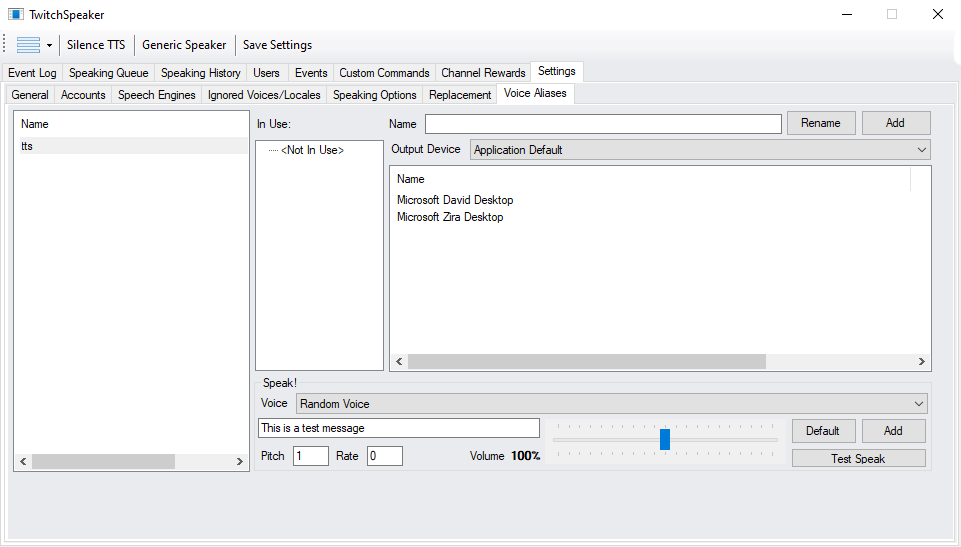 TwitchSpeaker
Silence TTS Generic Speaker Save Settings
Event Log Speaking Queue Speaking History Users Events Custom Commands Channel Rewards Settings
General Accounts Speech Engines Ignored Voices/Locales Speaking Options Replacement Voice Aliases
Name
tts
In Use:
<Not In Use>
Name Rename Add
Output Device Application Default
Name
Microsoft David Desktop
Microsoft Zira Desktop
Speak!
Voice Random Voice
This is a test message Default Add
Pitch 1 Rate 0 Volume 100% Test Speak